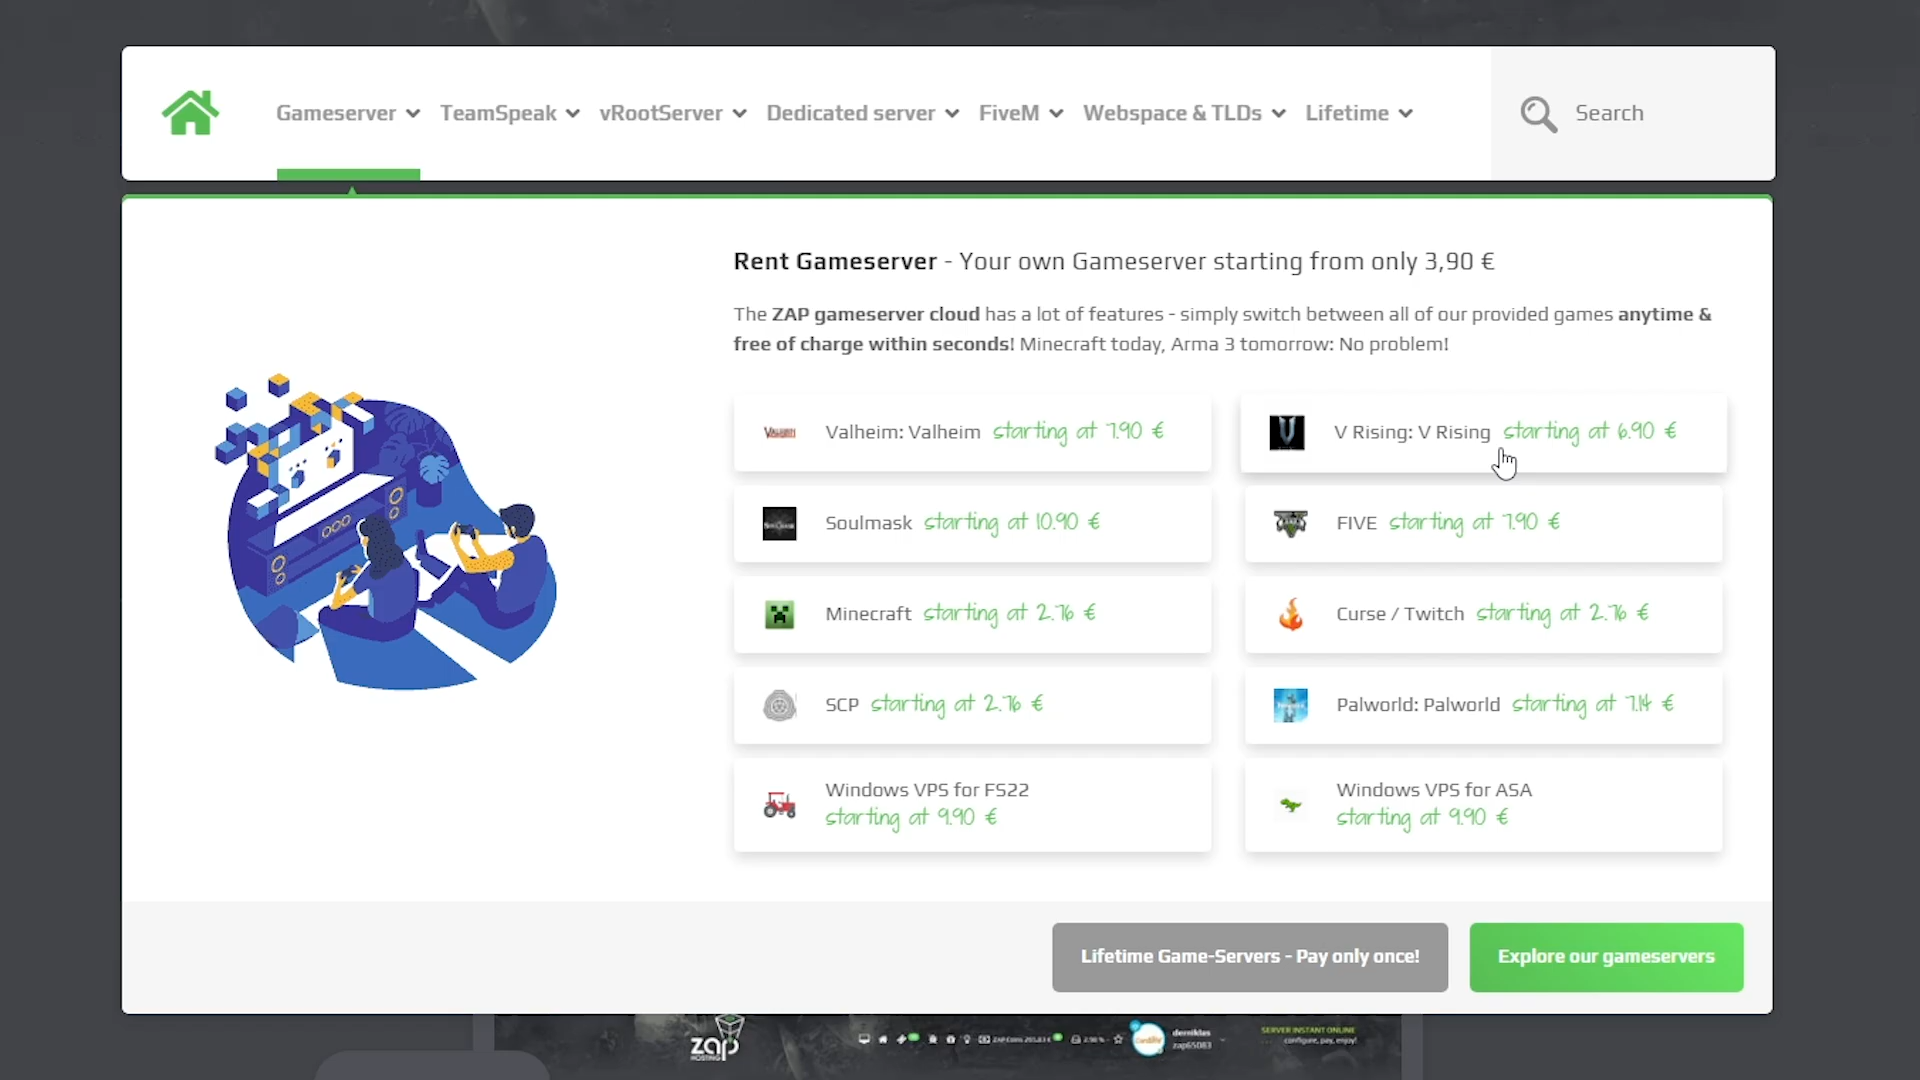 Gameserver TeamSpeak vRootServer Dedicated server FiveM Webspace & TLDs Lifetime Search
Rent Gameserver - Your own Gameserver starting from only 3,90 €
The ZAP gameserver cloud has a lot of features - simply switch between all of our provided games anytime &
free of charge within seconds! Minecraft today, Arma 3 tomorrow: No problem!
Valheim: Valheim starting at 7.90 €
V Rising: V Rising starting at 6.90 €
Soulmask starting at 10.90 €
FIVE starting at 7.90 €
Minecraft starting at 2.76 €
Curse / Twitch starting at 2.76 €
SCP starting at 2.76 €
Palworld: Palworld starting at 7.14 €
Windows VPS for FS22
starting at 9.90 €
Windows VPS for ASA
starting at 9.90 €
Lifetime Game-Servers - Pay only once!
Explore our gameservers
zap
HOSTING
derniklas
zap65083
SERVER INSTANT ONLINE
configure, pay, enjoy!